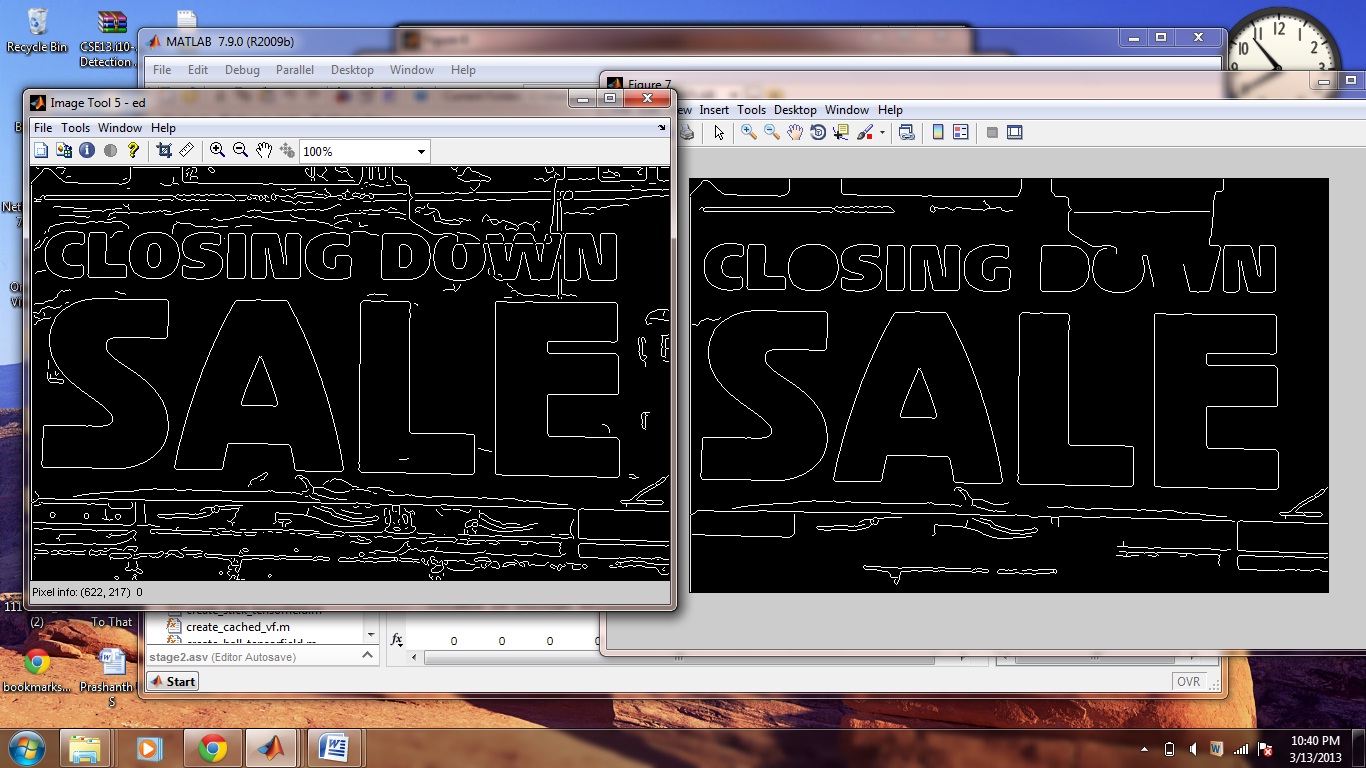 Recycle Bin
CSE13.i10-
Detection
MATLAB 7.9.0 (R2009b)
File Edit Debug Parallel Desktop Window Help
Figure 7
Insert Tools Desktop Window Help
Image Tool 5 - ed
File Tools Window Help
100%
CLOSING DOWN
SALE
CLOSING DOWN
SALE
Pixel info: (622, 217) 0
(2)
To That
create_cached_vf.m
0 0 0
stage2.asv (Editor Autosave)
bookmarks...
Prashanth
S
Start
OVR
10:40 PM
3/13/2013